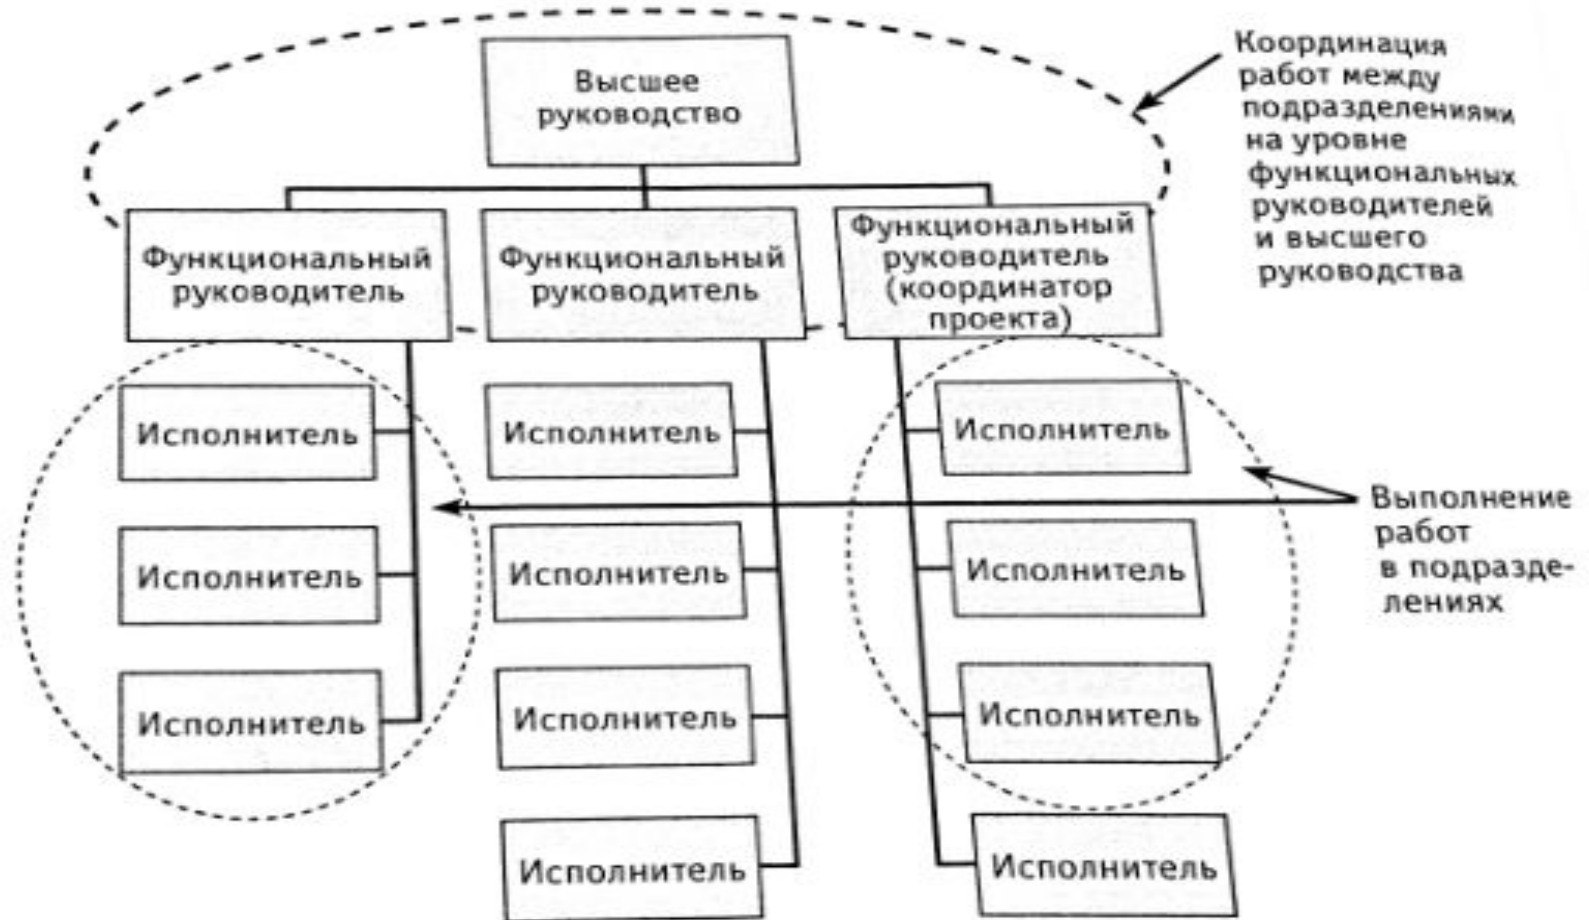 Высшее
руководство
Координация
работ между
подразделениями
на уровне
функциональных
руководителей
и высшего
руководства
Функциональный
руководитель
Функциональный
руководитель
Функциональный
руководитель
(координатор
проекта)
Исполнитель
Исполнитель
Исполнитель
Исполнитель
Исполнитель
Исполнитель
Исполнитель
Исполнитель
Исполнитель
Исполнитель
Исполнитель
Выполнение
работ
в подразде-
лениях